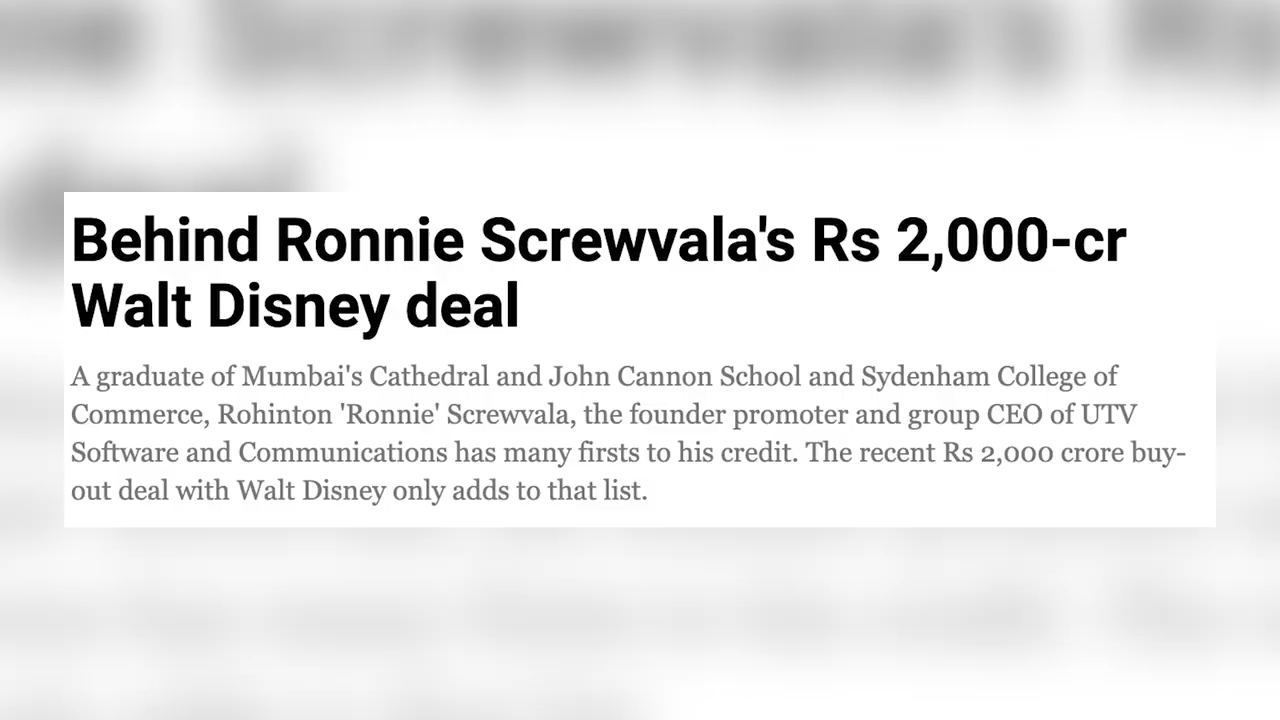 Behind Ronnie Screwvala's Rs 2,000-cr
Walt Disney deal
A graduate of Mumbai's Cathedral and John Cannon School and Sydenham College of
Commerce, Rohinton 'Ronnie' Screwvala, the founder promoter and group CEO of UTV
Software and Communications has many firsts to his credit. The recent Rs 2,000 crore buy-
out deal with Walt Disney only adds to that list.